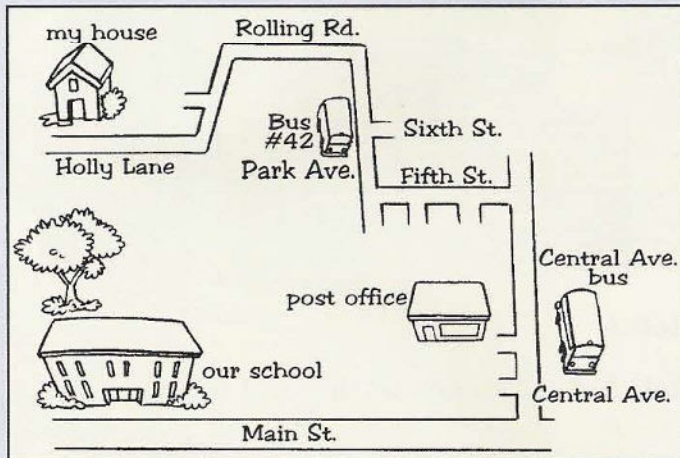 my house
Rolling Rd.
Bus
#42
Sixth St.
Holly Lane
Park Ave.
Fifth St.
Central Ave.
bus
post office
our school
Central Ave.
Main St.